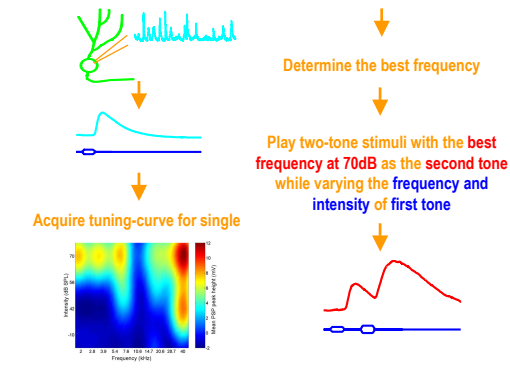 Determine the best frequency
Play two-tone stimuli with the best
frequency at 70dB as the second tone
while varying the frequency and
intensity of first tone
Acquire tuning-curve for single
Intensity (dB SPL)
70
42
-10
2 2.8 3.8 5.4 7.6 10.6 14.7 20.6 28.7 40
Frequency (kHz)
12
10
8
6
4
2
0
-2
Mean PSP peak height (mV)